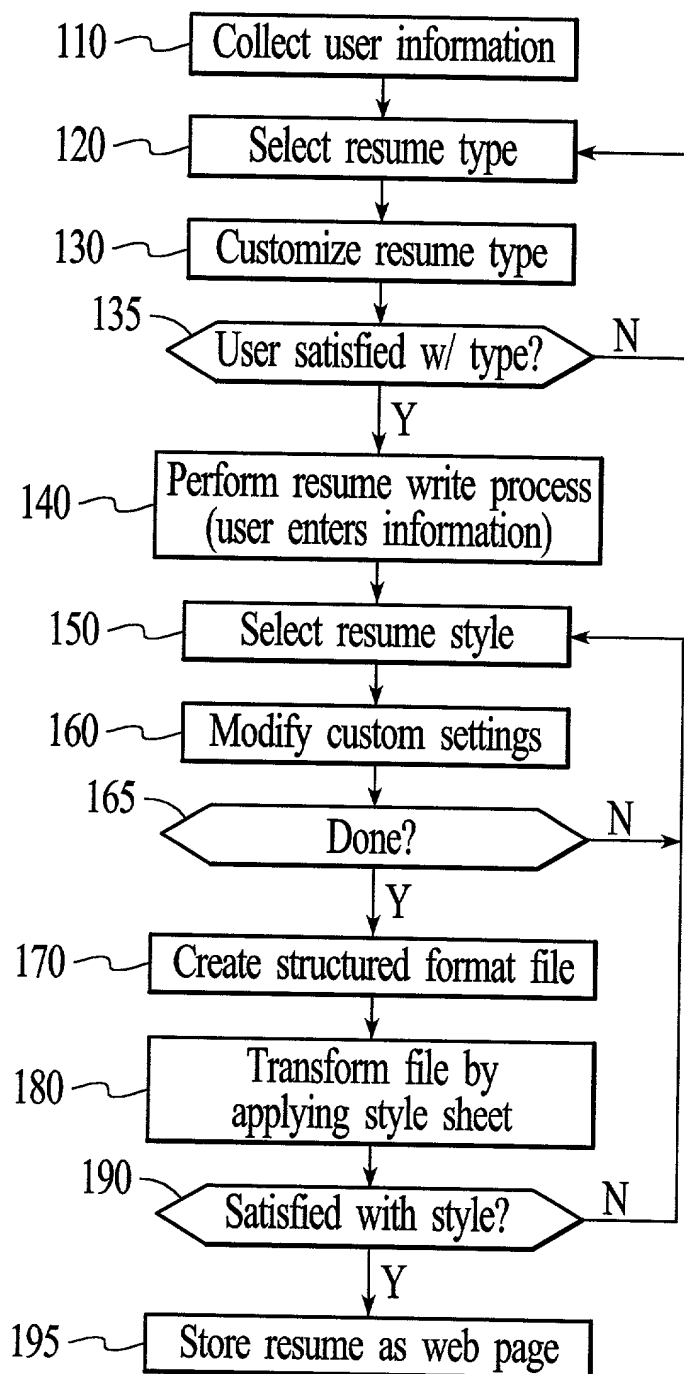 110 Collect user information
120 Select resume type
130 Customize resume type
135
User satisfied w/ type? N
Y
140 Perform resume write process
(user enters information)
150 Select resume style
160 Modify custom settings
165
Done? N
Y
170 Create structured format file
180 Transform file by
applying style sheet
190
Satisfied with style? N
Y
195 Store resume as web page